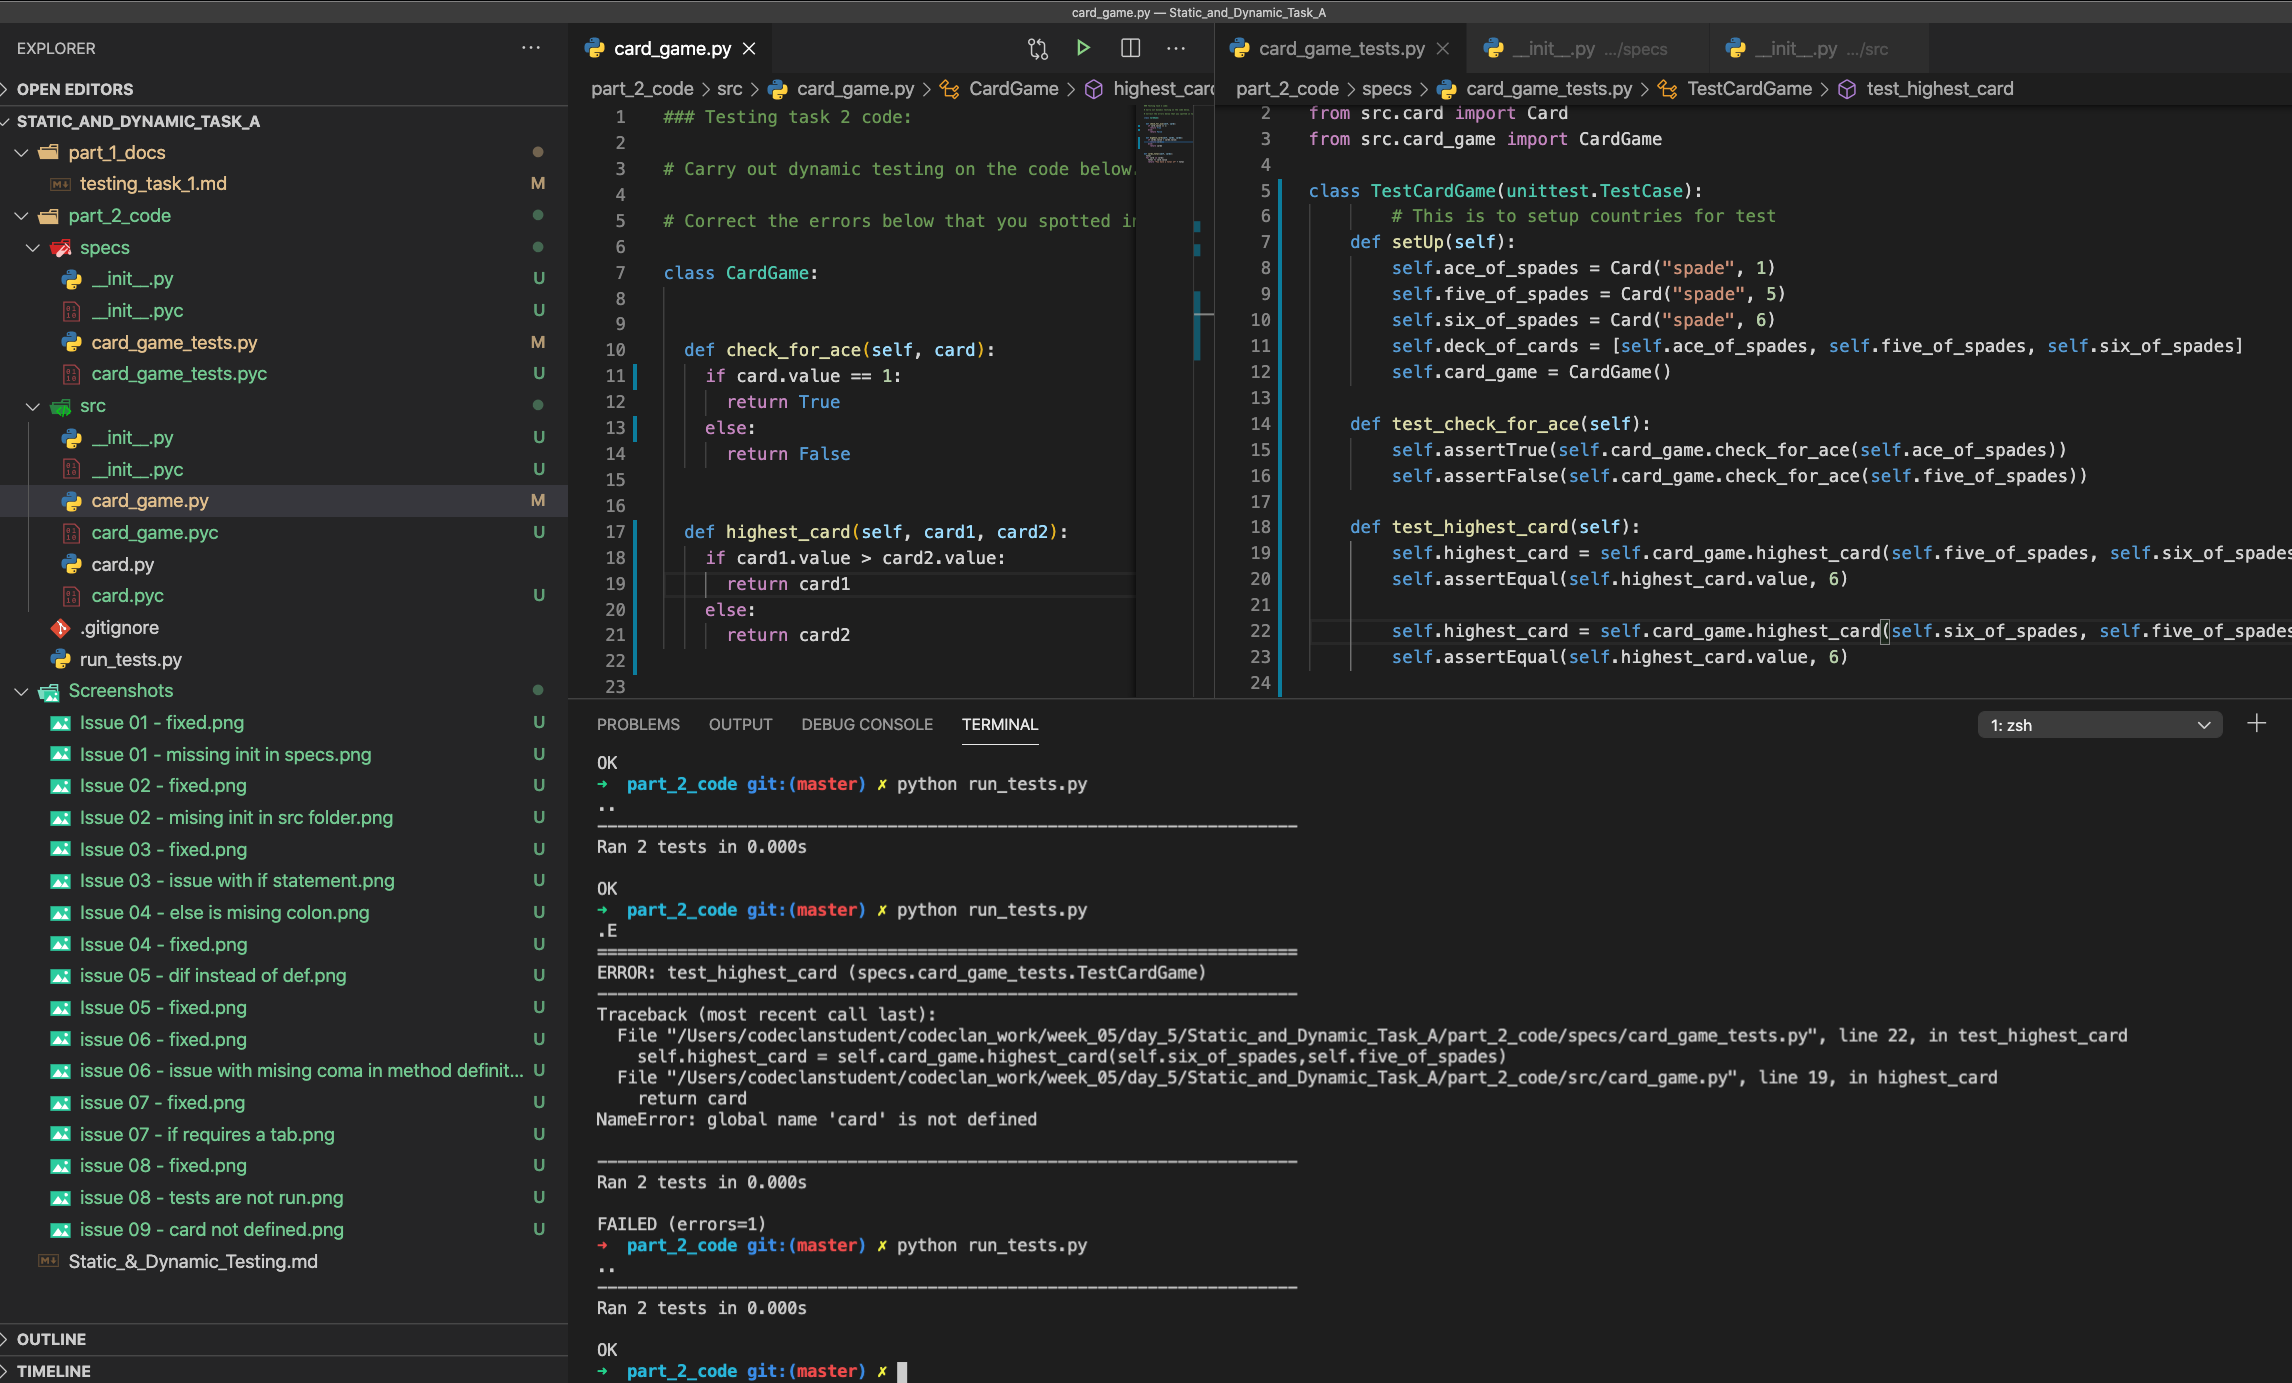 card_game.py — Static_and_Dynamic_Task_A
EXPLORER
OPEN EDITORS
STATIC_AND_DYNAMIC_TASK_A
part_1_docs
testing_task_1.md M
part_2_code
specs
__init__.py U
__init__.pyc U
card_game_tests.py M
card_game_tests.pyc U
src
__init__.py U
__init__.pyc U
card_game.py M
card_game.pyc U
card.py
card.pyc U
.gitignore
run_tests.py
Screenshots
Issue 01 - fixed.png U
Issue 01 - missing init in specs.png U
Issue 02 - fixed.png U
Issue 02 - mising init in src folder.png U
Issue 03 - fixed.png U
Issue 03 - issue with if statement.png U
Issue 04 - else is mising colon.png U
Issue 04 - fixed.png U
issue 05 - dif instead of def.png U
Issue 05 - fixed.png U
issue 06 - fixed.png U
issue 06 - issue with mising coma in method definit... U
issue 07 - fixed.png U
issue 07 - if requires a tab.png U
issue 08 - fixed.png U
issue 08 - tests are not run.png U
issue 09 - card not defined.png U
Static_&_Dynamic_Testing.md
OUTLINE
TIMELINE
card_game.py
part_2_code > src > card_game.py > CardGame > highest_card
1 ### Testing task 2 code:
2
3 # Carry out dynamic testing on the code below.
4
5 # Correct the errors below that you spotted in
6
7 class CardGame:
8
9
10 def check_for_ace(self, card):
11 if card.value == 1:
12 return True
13 else:
14 return False
15
16
17 def highest_card(self, card1, card2):
18 if card1.value > card2.value:
19 return card1
20 else:
21 return card2
22
23
card_game_tests.py __init__.py .../specs __init__.py .../src
part_2_code > specs > card_game_tests.py > TestCardGame > test_highest_card
2 from src.card import Card
3 from src.card_game import CardGame
4
5 class TestCardGame(unittest.TestCase):
6 # This is to setup countries for test
7 def setUp(self):
8 self.ace_of_spades = Card("spade", 1)
9 self.five_of_spades = Card("spade", 5)
10 self.six_of_spades = Card("spade", 6)
11 self.deck_of_cards = [self.ace_of_spades, self.five_of_spades, self.six_of_spades]
12 self.card_game = CardGame()
13
14 def test_check_for_ace(self):
15 self.assertTrue(self.card_game.check_for_ace(self.ace_of_spades))
16 self.assertFalse(self.card_game.check_for_ace(self.five_of_spades))
17
18 def test_highest_card(self):
19 self.highest_card = self.card_game.highest_card(self.five_of_spades, self.six_of_spades
20 self.assertEqual(self.highest_card.value, 6)
21
22 self.highest_card = self.card_game.highest_card(self.six_of_spades, self.five_of_spades
23 self.assertEqual(self.highest_card.value, 6)
24
PROBLEMS OUTPUT DEBUG CONSOLE TERMINAL 1: zsh
OK
➜ part_2_code git:(master) ✗ python run_tests.py
..
----------------------------------------------------------------------
Ran 2 tests in 0.000s
OK
➜ part_2_code git:(master) ✗ python run_tests.py
.E
======================================================================
ERROR: test_highest_card (specs.card_game_tests.TestCardGame)
----------------------------------------------------------------------
Traceback (most recent call last):
File "/Users/codeclanstudent/codeclan_work/week_05/day_5/Static_and_Dynamic_Task_A/part_2_code/specs/card_game_tests.py", line 22, in test_highest_card
self.highest_card = self.card_game.highest_card(self.six_of_spades,self.five_of_spades)
File "/Users/codeclanstudent/codeclan_work/week_05/day_5/Static_and_Dynamic_Task_A/part_2_code/src/card_game.py", line 19, in highest_card
return card
NameError: global name 'card' is not defined
----------------------------------------------------------------------
Ran 2 tests in 0.000s
FAILED (errors=1)
➜ part_2_code git:(master) ✗ python run_tests.py
..
----------------------------------------------------------------------
Ran 2 tests in 0.000s
OK
➜ part_2_code git:(master) ✗